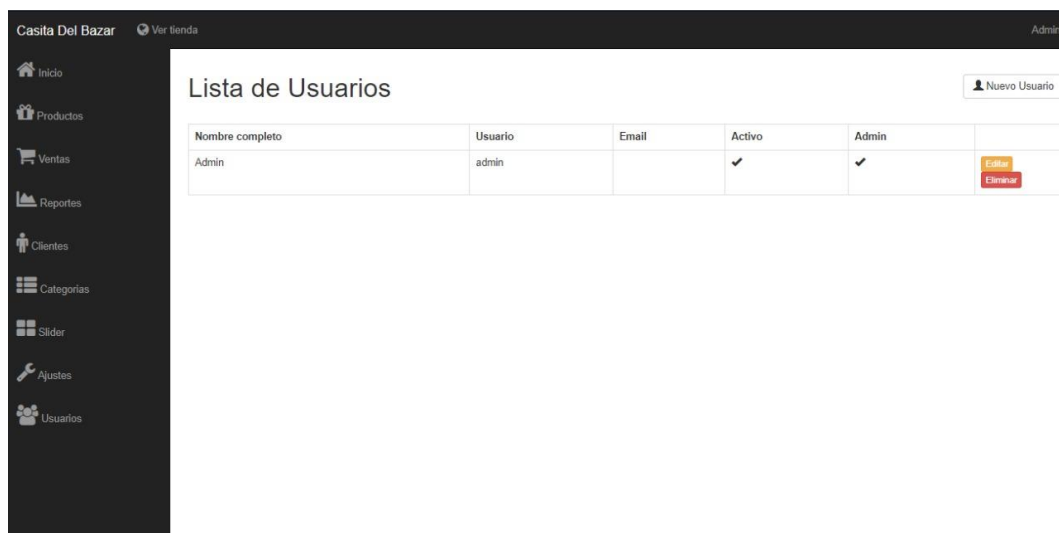 Casita Del Bazar Ver tienda Admin
Inicio
Productos
Ventas
Reportes
Clientes
Categorias
Slider
Ajustes
Usuarios
Lista de Usuarios
Nuevo Usuario
Nombre completo Usuario Email Activo Admin
Admin admin Editar
Eliminar